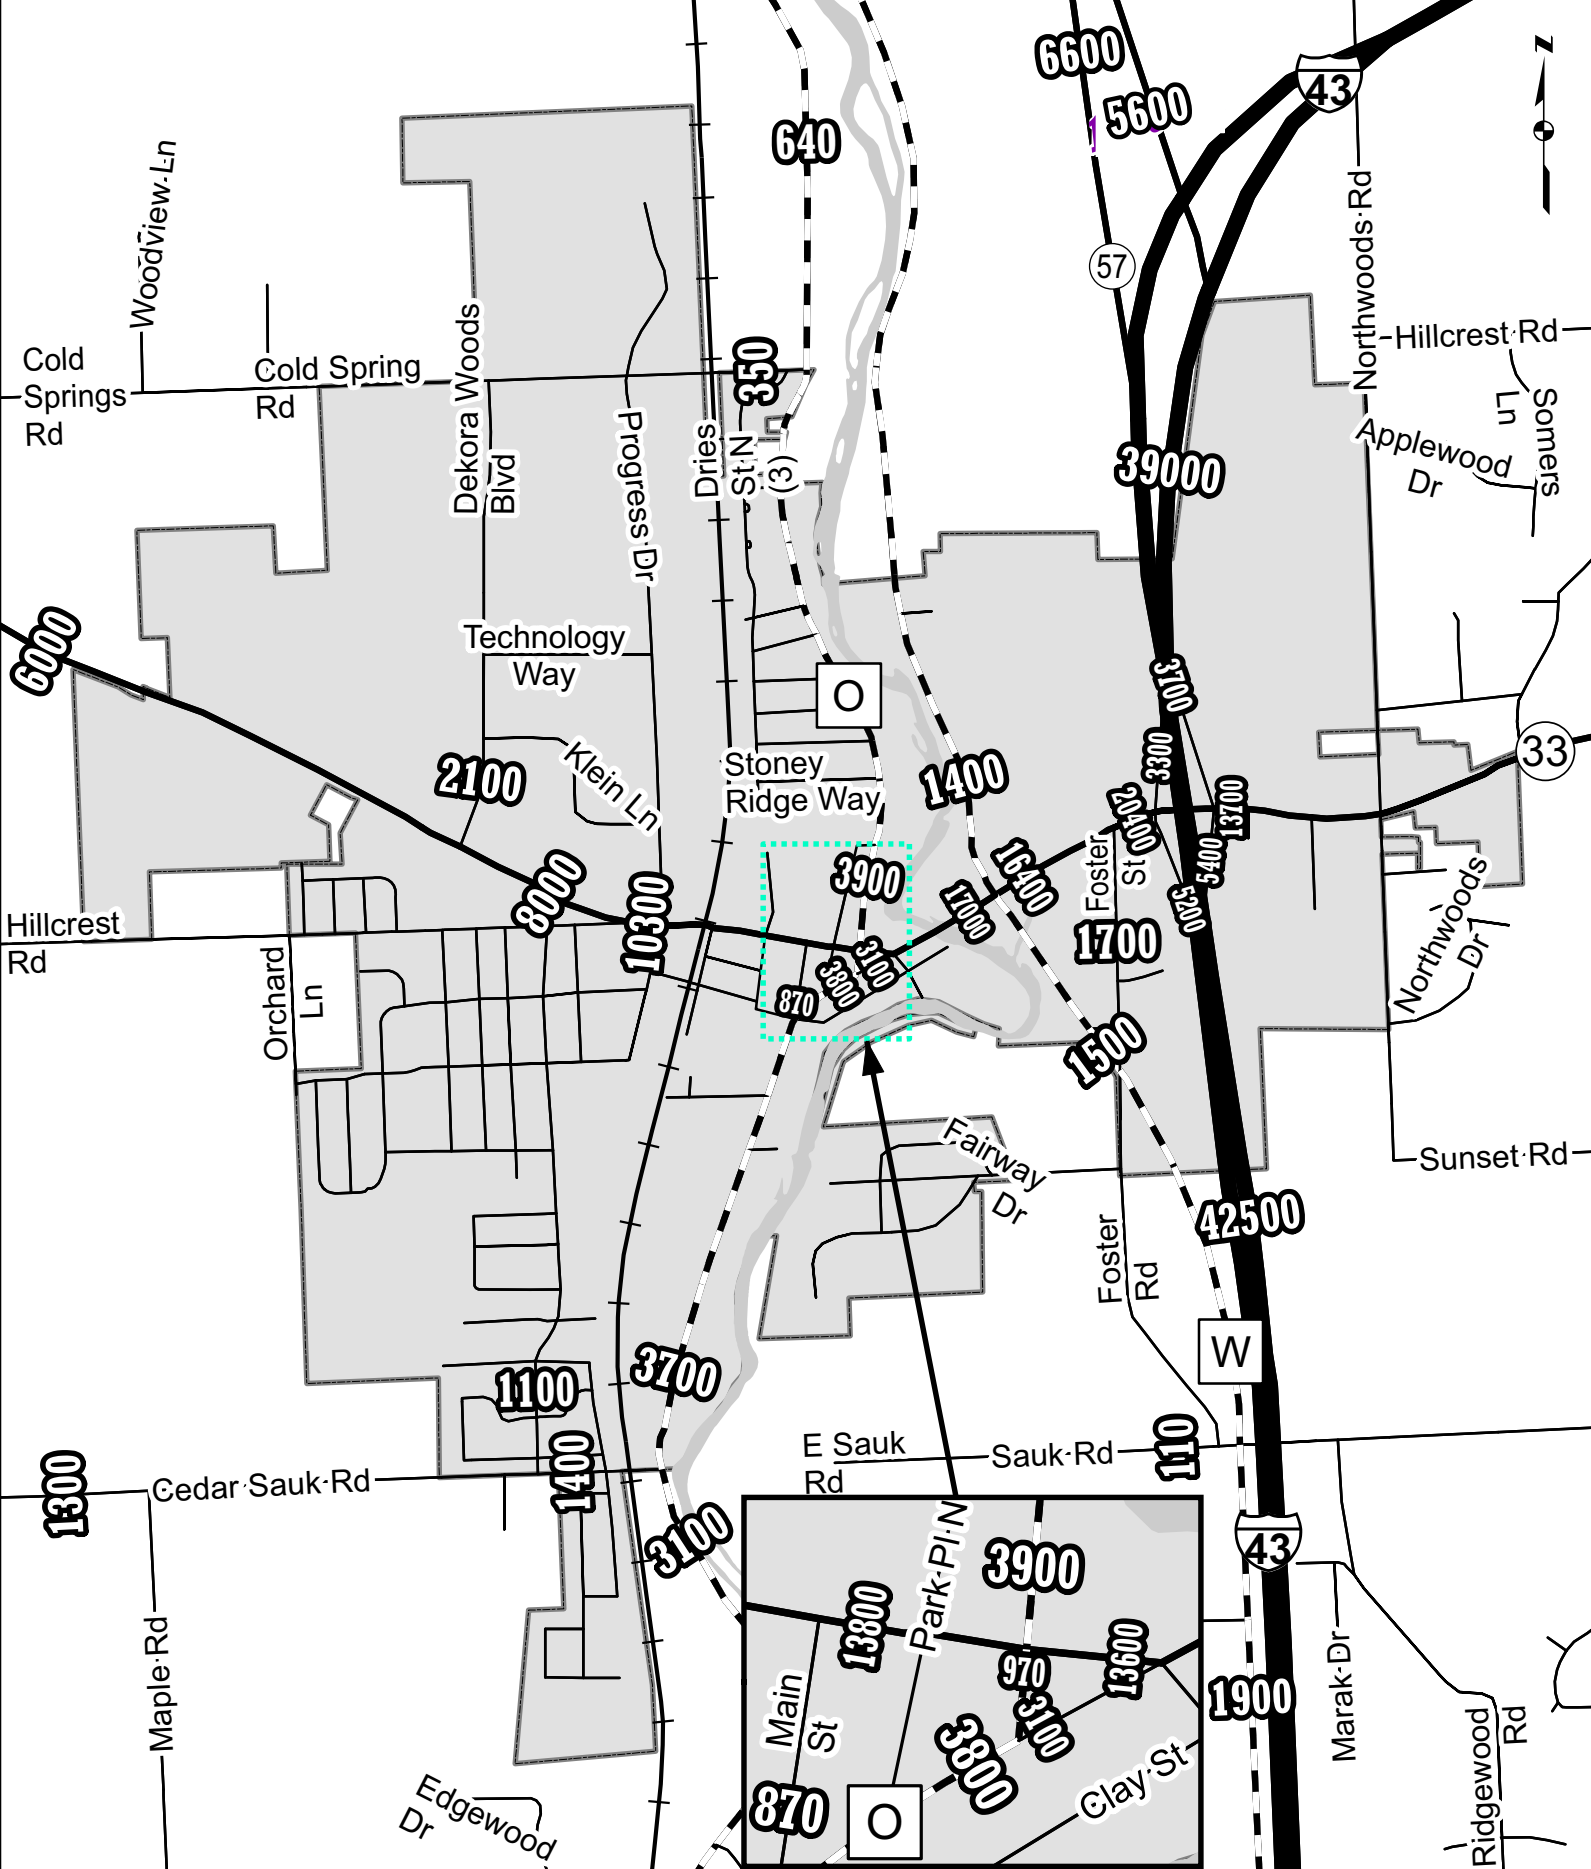 6600
43
5600
N
640
Woodview Ln
Northwoods Rd
57
Hillcrest Rd
Cold
Springs
Rd
Cold Spring
Rd
Dekora Woods
Blvd
350
Progress Dr
Dries
St N
(3)
Somers
Ln
Applewood
Dr
39000
6000
Technology
Way
O
3700
2100
Klein Ln
Stoney
Ridge Way
1400
3300
33
20400
13700
3900
Foster
St
16400
5400
8000
10300
17000
5200
Northwoods
Dr
Hillcrest
Rd
1700
3100
3800
870
Orchard
Ln
1500
Fairway
Dr
Sunset Rd
42500
Foster
Rd
W
3700
1100
1300
Cedar Sauk Rd
1400
E Sauk
Rd
Sauk Rd
110
3100
43
Park Pl N
3900
13800
13600
970
Maple Rd
Main
St
3100
3800
1900
Marak Dr
Ridgewood
Rd
870
O
Clay St
Edgewood
Dr